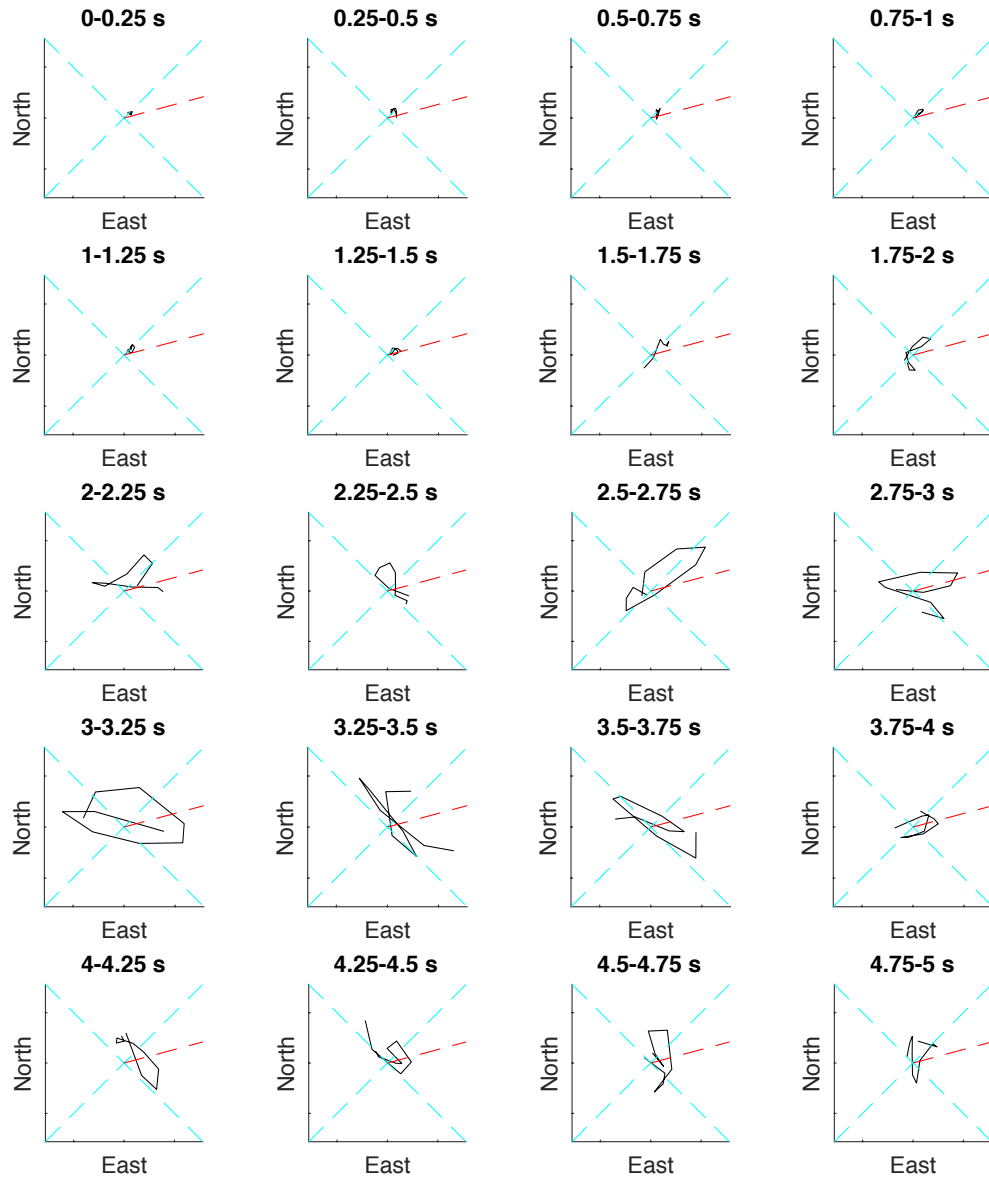 0-0.25 s
0.25-0.5 s
0.5-0.75 s
0.75-1 s
North
North
North
North
East
East
East
East
1-1.25 s
1.25-1.5 s
1.5-1.75 s
1.75-2 s
North
North
North
North
East
East
East
East
2-2.25 s
2.25-2.5 s
2.5-2.75 s
2.75-3 s
North
North
North
North
East
East
East
East
3-3.25 s
3.25-3.5 s
3.5-3.75 s
3.75-4 s
North
North
North
North
East
East
East
East
4-4.25 s
4.25-4.5 s
4.5-4.75 s
4.75-5 s
North
North
North
North
East
East
East
East